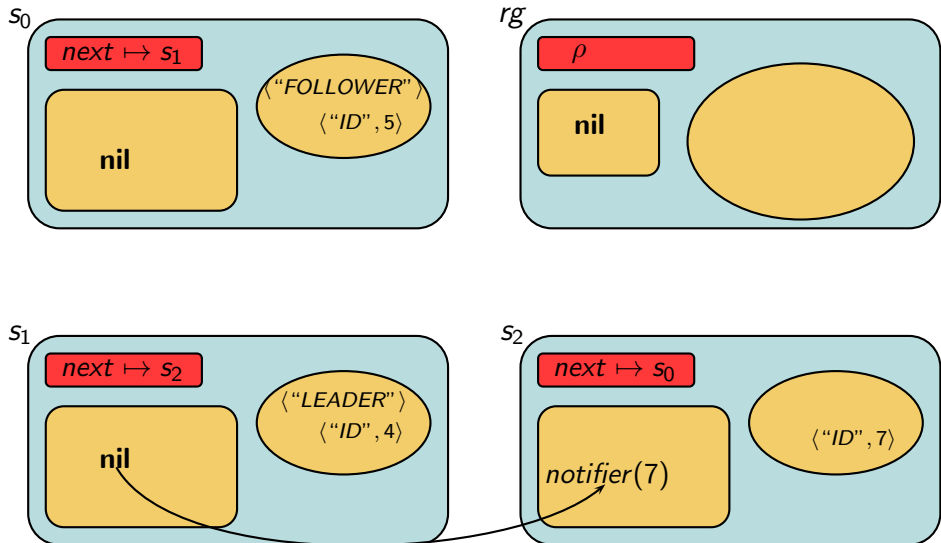 s₀
next ↦ s₁
nil
⟨“FOLLOWER”⟩
⟨“ID”, 5⟩
rg
ρ
nil
s₁
next ↦ s₂
nil
⟨“LEADER”⟩
⟨“ID”, 4⟩
s₂
next ↦ s₀
notifier(7)
⟨“ID”, 7⟩